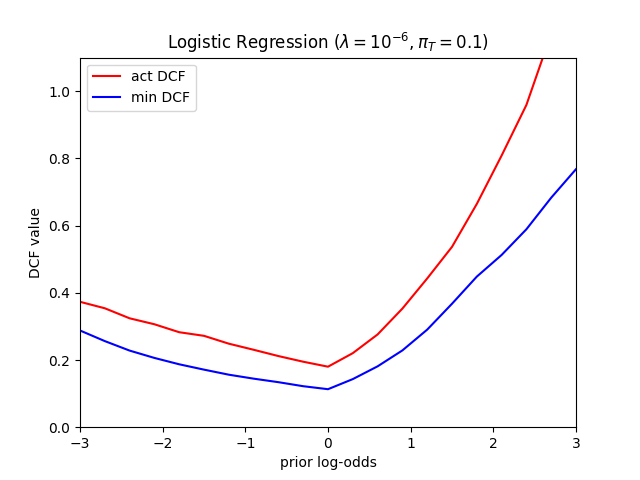 Logistic Regression (λ = 10⁻⁶, π_T = 0.1)
act DCF
min DCF
1.0
0.8
0.6
0.4
0.2
0.0
DCF value
−3
−2
−1
0
1
2
3
prior log-odds